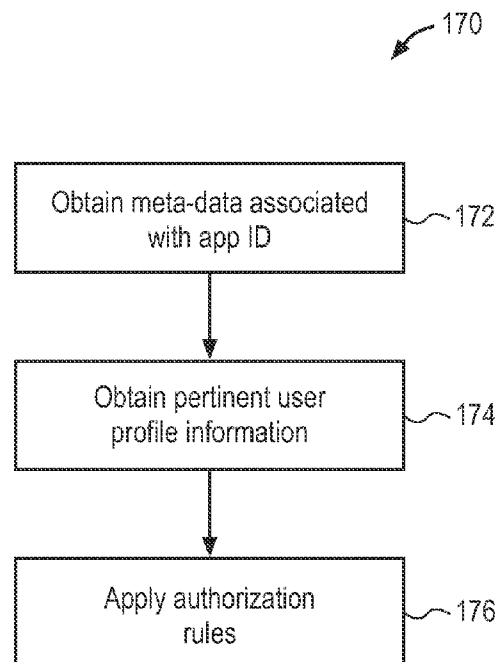 170
Obtain meta-data associated
with app ID
172
Obtain pertinent user
profile information
174
Apply authorization
rules
176